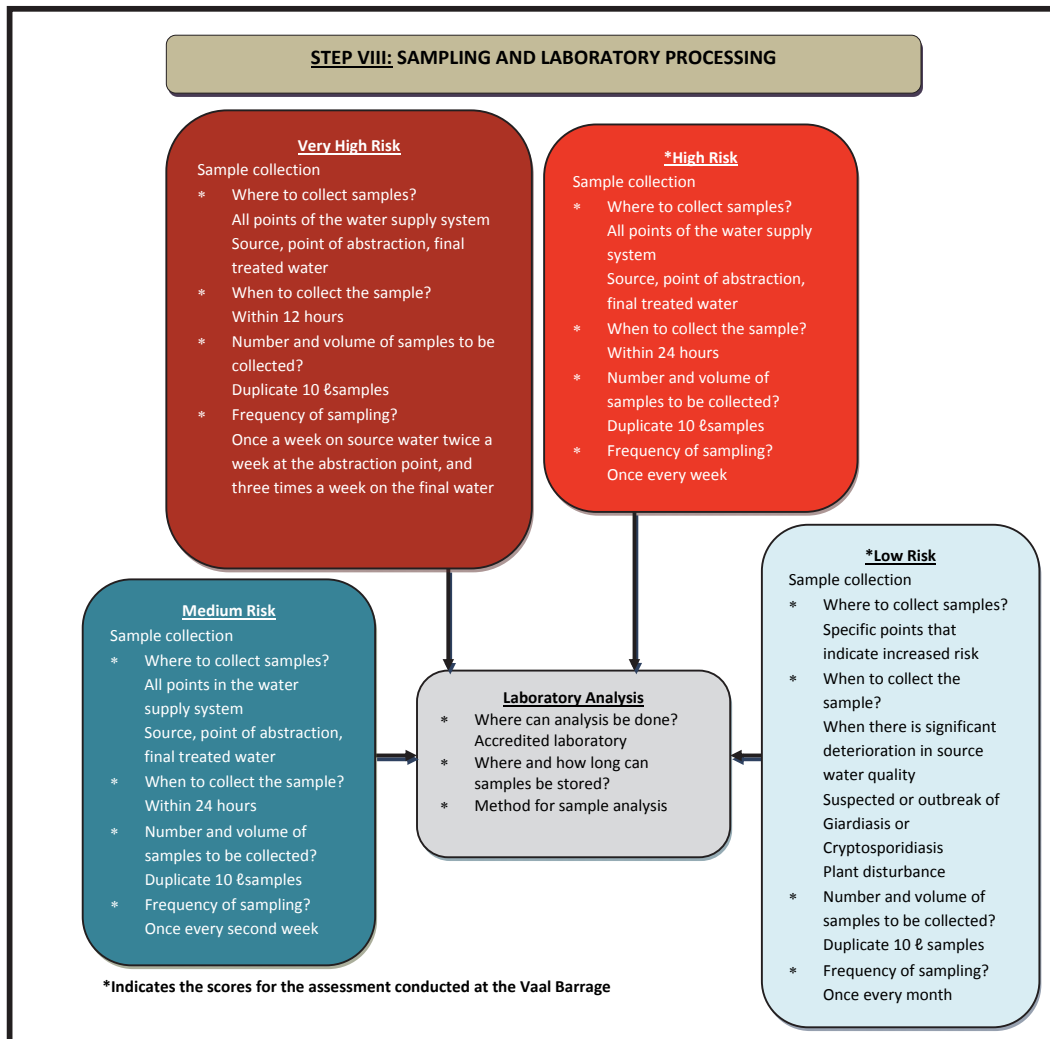 STEP VIII: SAMPLING AND LABORATORY PROCESSING
Very High Risk
Sample collection
* Where to collect samples?
All points of the water supply system
Source, point of abstraction, final
treated water
* When to collect the sample?
Within 12 hours
* Number and volume of samples to be
collected?
Duplicate 10 ℓsamples
* Frequency of sampling?
Once a week on source water twice a
week at the abstraction point, and
three times a week on the final water
*High Risk
Sample collection
* Where to collect samples?
All points of the water supply
system
Source, point of abstraction,
final treated water
* When to collect the sample?
Within 24 hours
* Number and volume of
samples to be collected?
Duplicate 10 ℓsamples
* Frequency of sampling?
Once every week
Medium Risk
Sample collection
* Where to collect samples?
All points in the water
supply system
Source, point of abstraction,
final treated water
* When to collect the sample?
Within 24 hours
* Number and volume of
samples to be collected?
Duplicate 10 ℓsamples
* Frequency of sampling?
Once every second week
Laboratory Analysis
* Where can analysis be done?
Accredited laboratory
* Where and how long can
samples be stored?
* Method for sample analysis
*Low Risk
Sample collection
* Where to collect samples?
Specific points that
indicate increased risk
* When to collect the
sample?
When there is significant
deterioration in source
water quality
Suspected or outbreak of
Giardiasis or
Cryptosporidiasis
Plant disturbance
* Number and volume of
samples to be collected?
Duplicate 10 ℓ samples
* Frequency of sampling?
Once every month
*Indicates the scores for the assessment conducted at the Vaal Barrage